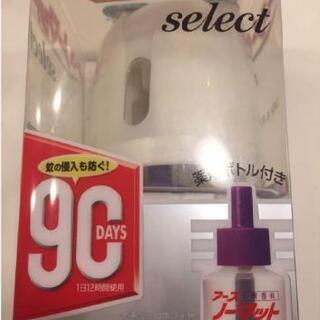 select
蚊の侵入も防ぐ!
90
DAYS
1日12時間使用
薬剤ボトル付き
アース
ノーマット